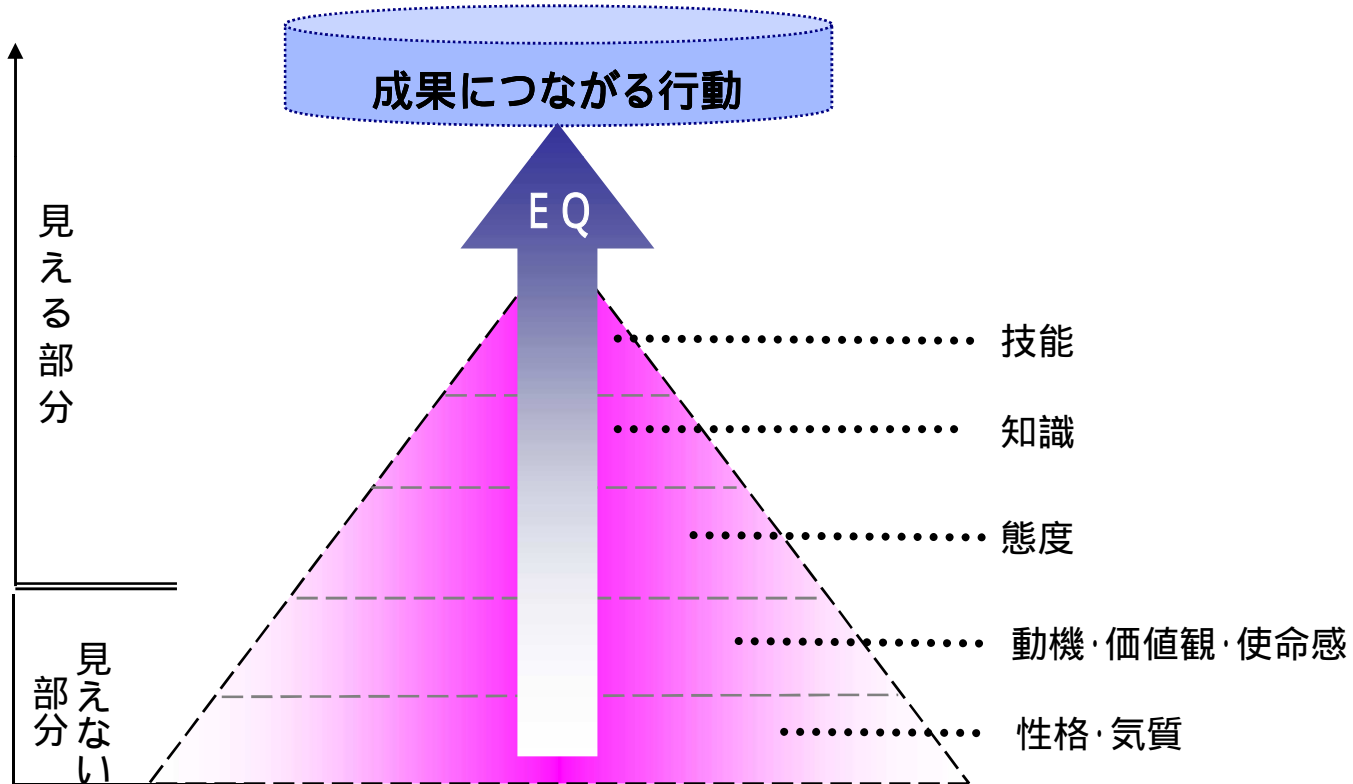 成果につながる行動
EQ
見える部分
技能
知識
態度
動機・価値観・使命感
見えない
部分
性格・気質